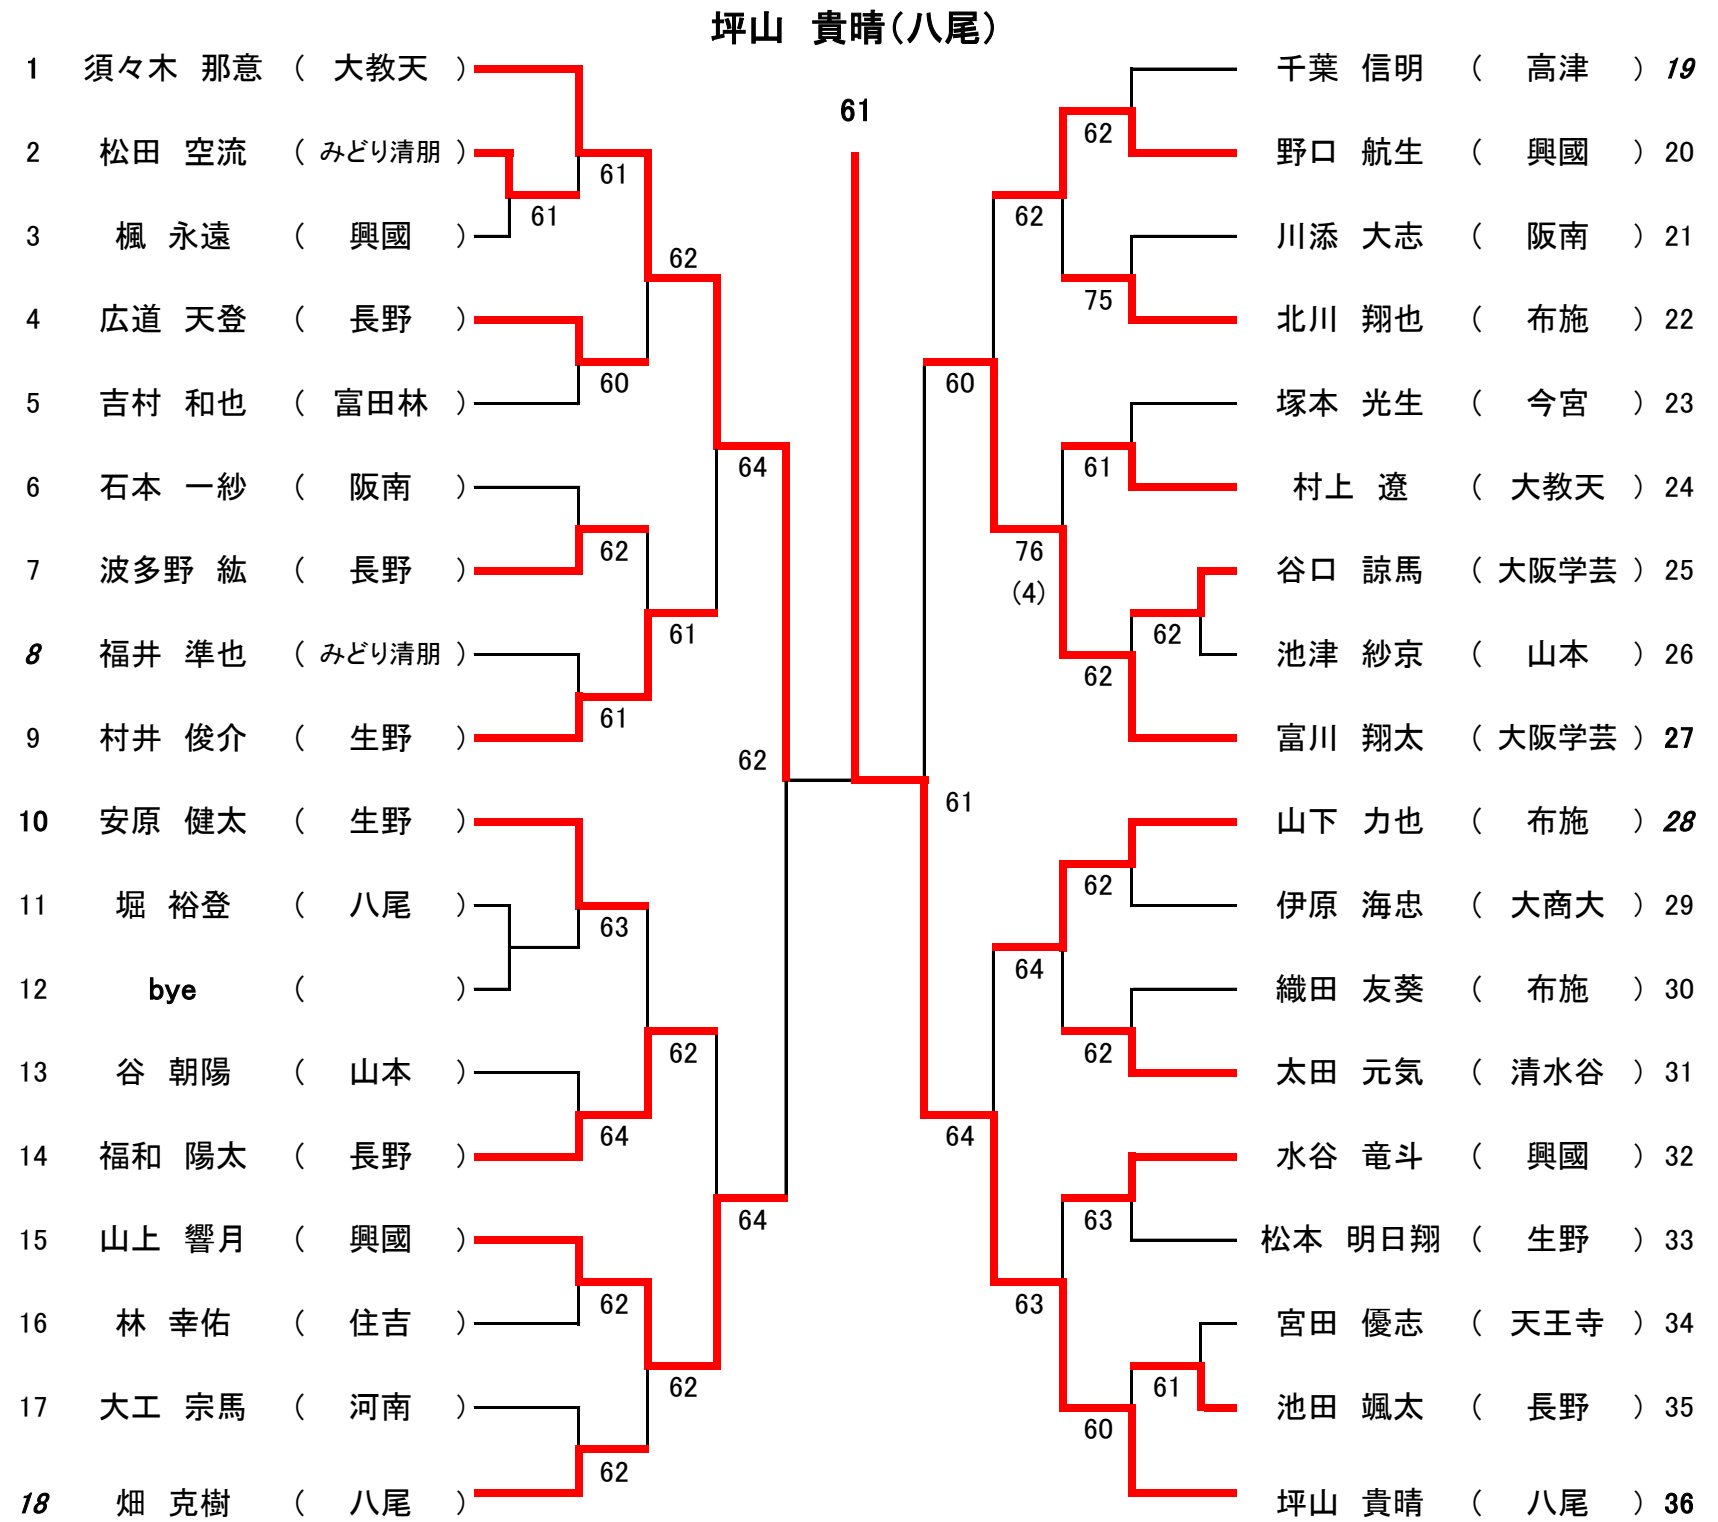 坪山 貴晴(八尾)
61
1 須々木 那意 ( 大教天 )
2 松田 空流 ( みどり清朋 )
3 楓 永遠 ( 興國 )
4 広道 天登 ( 長野 )
5 吉村 和也 ( 富田林 )
6 石本 一紗 ( 阪南 )
7 波多野 紘 ( 長野 )
8 福井 準也 ( みどり清朋 )
9 村井 俊介 ( 生野 )
10 安原 健太 ( 生野 )
11 堀 裕登 ( 八尾 )
12 bye ( )
13 谷 朝陽 ( 山本 )
14 福和 陽太 ( 長野 )
15 山上 響月 ( 興國 )
16 林 幸佑 ( 住吉 )
17 大工 宗馬 ( 河南 )
18 畑 克樹 ( 八尾 )
61
61
60
62
61
63
64
62
62
62
61
62
62
64
64
62
千葉 信明 ( 高津 ) 19
野口 航生 ( 興國 ) 20
川添 大志 ( 阪南 ) 21
北川 翔也 ( 布施 ) 22
塚本 光生 ( 今宮 ) 23
村上 遼 ( 大教天 ) 24
谷口 諒馬 ( 大阪学芸 ) 25
池津 紗京 ( 山本 ) 26
富川 翔太 ( 大阪学芸 ) 27
山下 力也 ( 布施 ) 28
伊原 海忠 ( 大商大 ) 29
織田 友葵 ( 布施 ) 30
太田 元気 ( 清水谷 ) 31
水谷 竜斗 ( 興國 ) 32
松本 明日翔 ( 生野 ) 33
宮田 優志 ( 天王寺 ) 34
池田 颯太 ( 長野 ) 35
坪山 貴晴 ( 八尾 ) 36
62
75
61
62
62
62
62
63
61
60
62
76
(4)
64
63
60
64
61